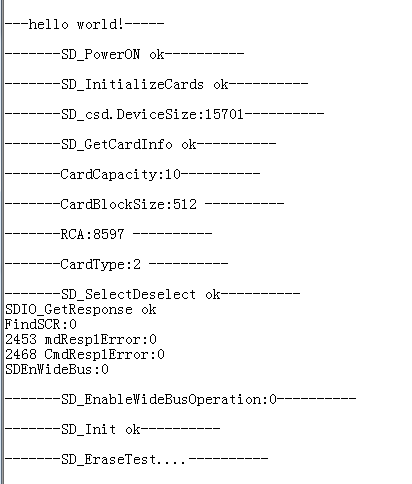 ---hello world!-----
-------SD_PowerON ok----------
-------SD_InitializeCards ok----------
-------SD_csd.DeviceSize:15701----------
-------SD_GetCardInfo ok----------
-------CardCapacity:10----------
-------CardBlockSize:512 ----------
-------RCA:8597 ----------
-------CardType:2 ----------
-------SD_SelectDeselect ok----------
SDIO_GetResponse ok
FindSCR:0
2453 mdResp1Error:0
2468 CmdResp1Error:0
SDEnWideBus:0
-------SD_EnableWideBusOperation:0----------
-------SD_Init ok----------
-------SD_EraseTest....----------